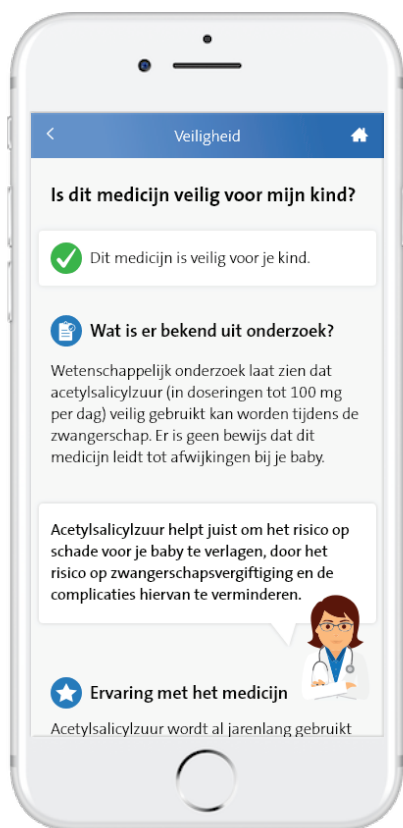 Veiligheid
Is dit medicijn veilig voor mijn kind?
Dit medicijn is veilig voor je kind.
Wat is er bekend uit onderzoek?
Wetenschappelijk onderzoek laat zien dat
acetylsalicylzuur (in doseringen tot 100 mg
per dag) veilig gebruikt kan worden tijdens de
zwangerschap. Er is geen bewijs dat dit
medicijn leidt tot afwijkingen bij je baby.
Acetylsalicylzuur helpt juist om het risico op
schade voor je baby te verlagen, door het
risico op zwangerschapsvergiftiging en de
complicaties hiervan te verminderen.
Ervaring met het medicijn
Acetylsalicylzuur wordt al jarenlang gebruikt